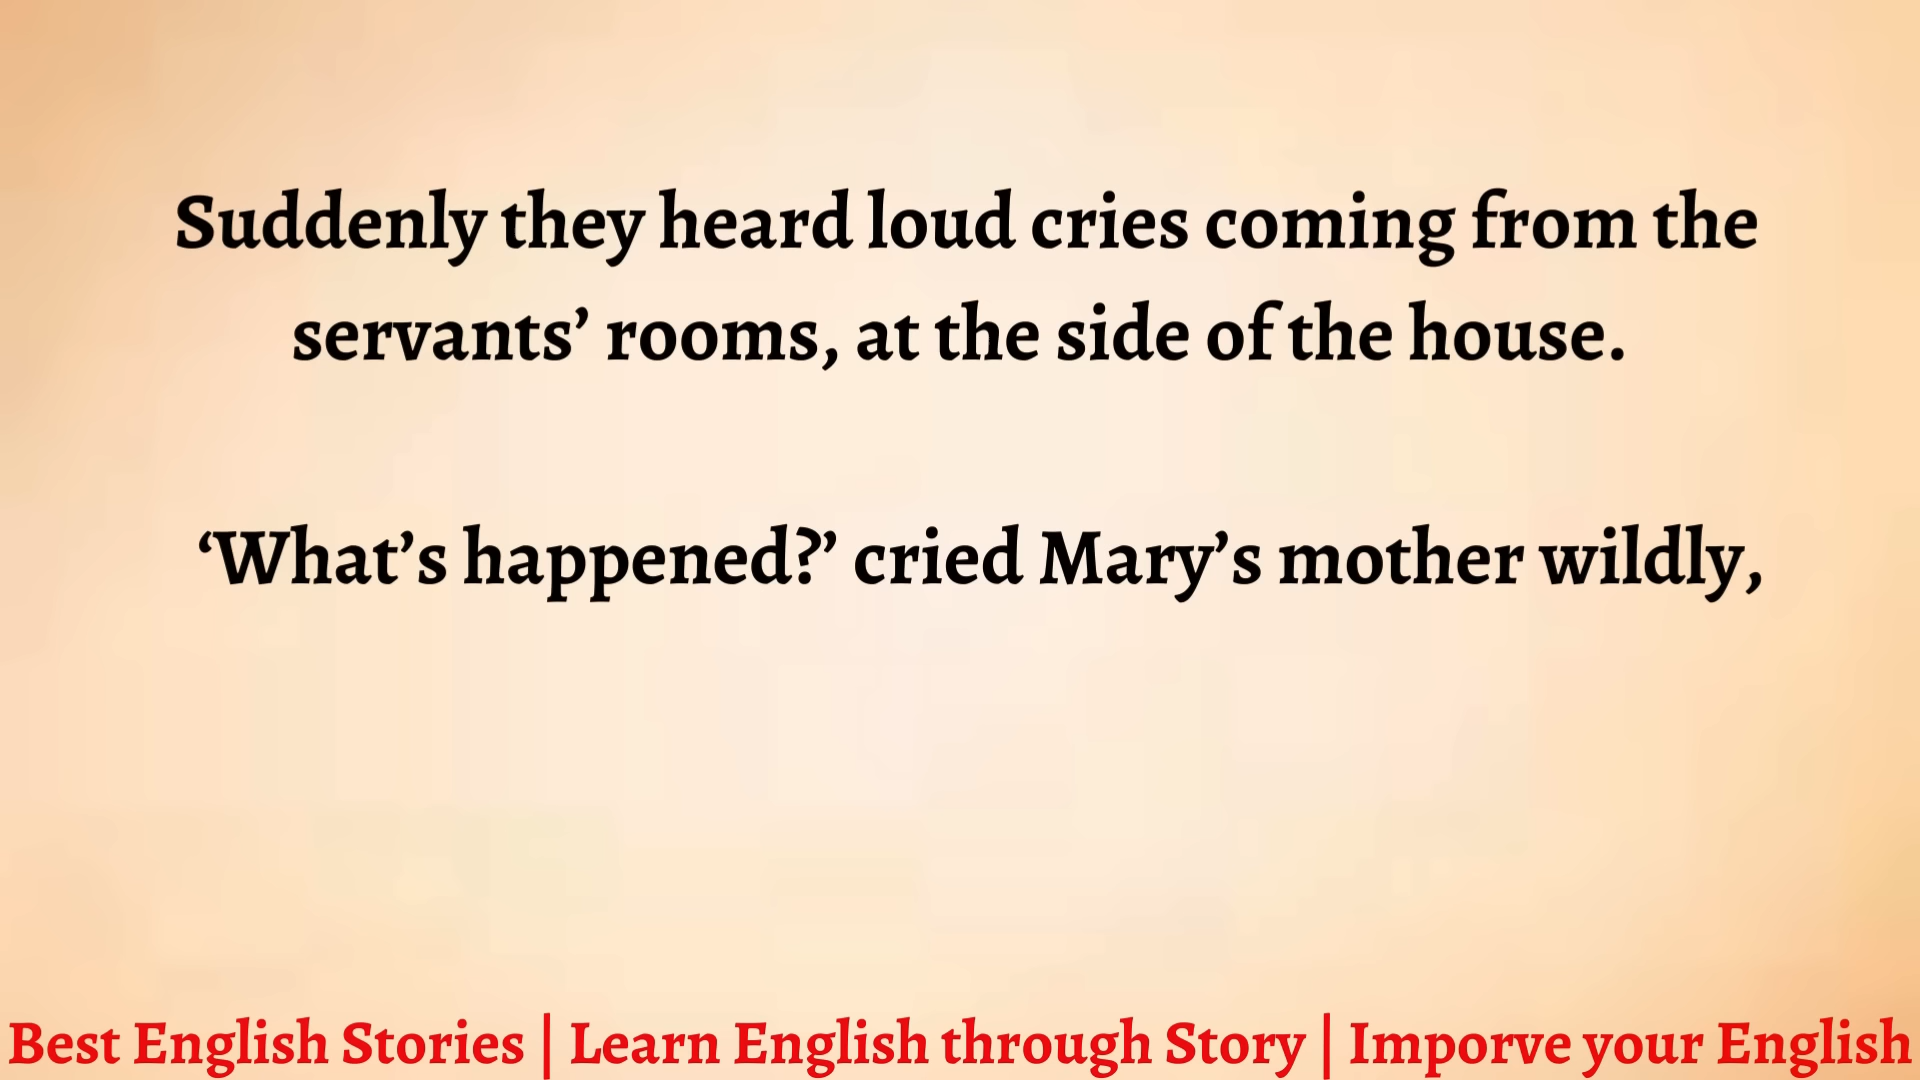 Suddenly they heard loud cries coming from the
servants’ rooms, at the side of the house.
‘What’s happened?’ cried Mary’s mother wildly,
Best English Stories | Learn English through Story | Imporve your English